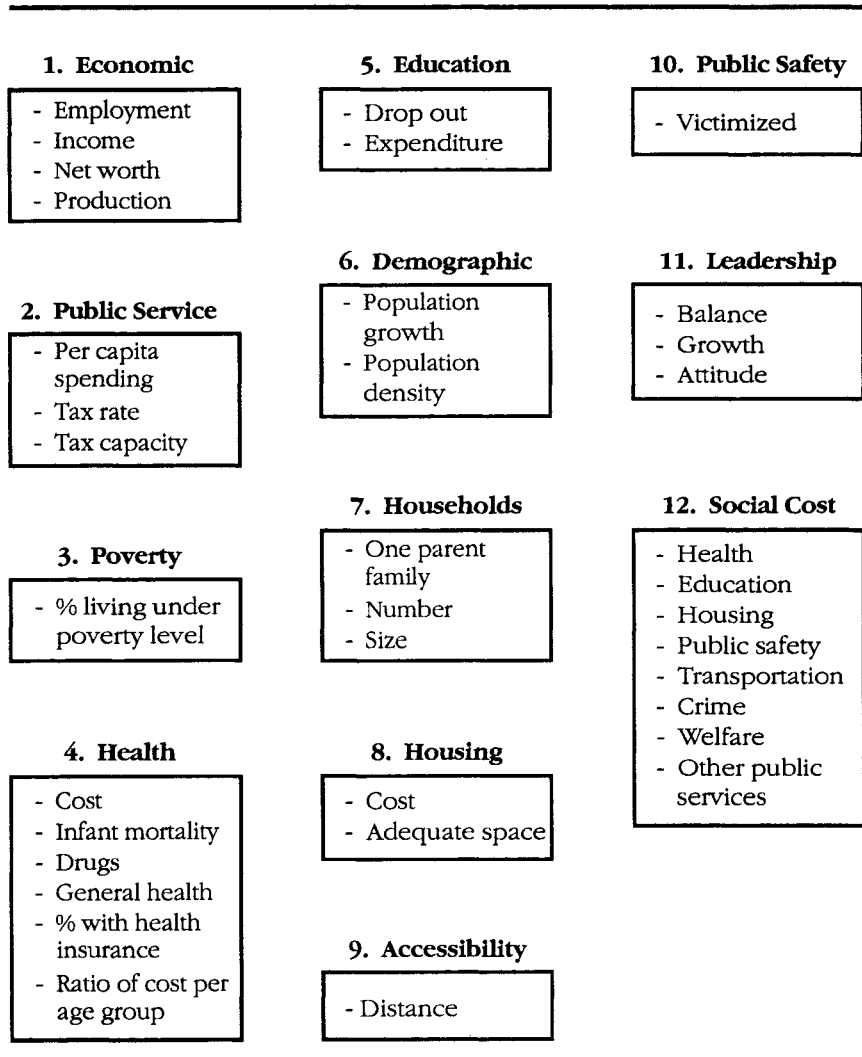 1. Economic
- Employment
- Income
- Net worth
- Production
2. Public Service
- Per capita
spending
- Tax rate
- Tax capacity
3. Poverty
- % living under
poverty level
4. Health
- Cost
- Infant mortality
- Drugs
- General health
- % with health
insurance
- Ratio of cost per
age group
5. Education
- Drop out
- Expenditure
6. Demographic
- Population
growth
- Population
density
7. Households
- One parent
family
- Number
- Size
8. Housing
- Cost
- Adequate space
9. Accessibility
- Distance
10. Public Safety
- Victimized
11. Leadership
- Balance
- Growth
- Attitude
12. Social Cost
- Health
- Education
- Housing
- Public safety
- Transportation
- Crime
- Welfare
- Other public
services